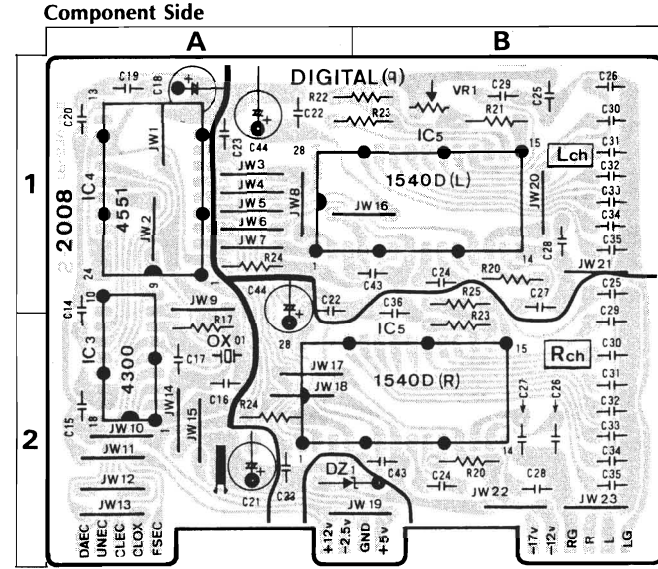 Component Side
A
B
1
2
DIGITAL (q)
C19
C18
13
C20
JW1
IC4
4551
JW2
2008
24
9
1
C44
C23
28
JW3
JW4
JW5
JW6
JW7
JW8
R24
R22
C22
R23
VR1
C29
R21
C25
IC5
15
1540D(L)
JW16
JW20
1
14
C43
C24
R20
C28
Lch
C26
C30
C31
C32
C33
C34
C35
JW21
C14
10
IC3
4300
18
1
C15
JW9
R17
OX 01
C17
C16
JW14
JW15
JW10
JW11
JW12
JW13
C44
28
C22
C36
IC5
R25
R23
C27
JW17
JW18
1540D(R)
15
R24
1
14
Rch
C25
C29
C30
C31
C32
C33
C34
C35
C27
C26
C21
C23
DZ1
C43
C24
R20
C28
JW19
JW22
JW23
DAEC
UNEC
CLEC
CLOX
FSEC
+12v
-2.5v
GND
+5v
-17v
-12v
RG
R
L
LG